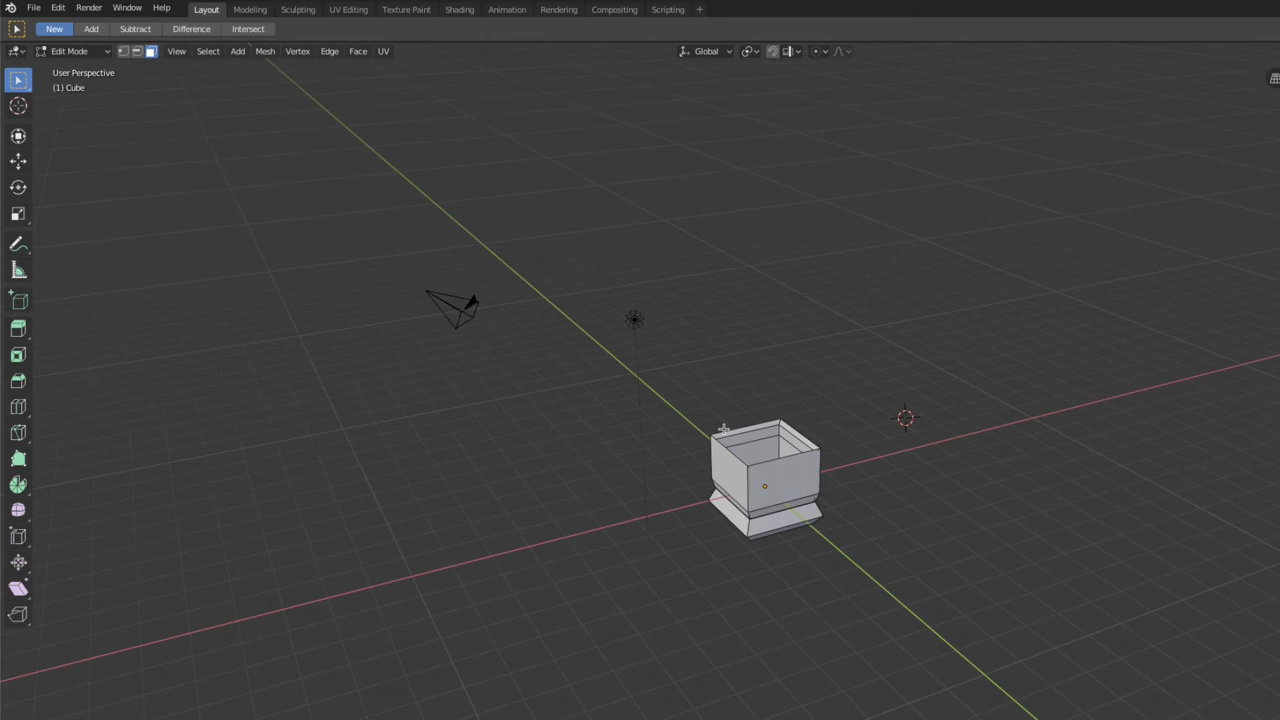 File Edit Render Window Help Layout Modeling Sculpting UV Editing Texture Paint Shading Animation Rendering Compositing Scripting +
New Add Subtract Difference Intersect
Edit Mode View Select Add Mesh Vertex Edge Face UV Global
User Perspective
(1) Cube